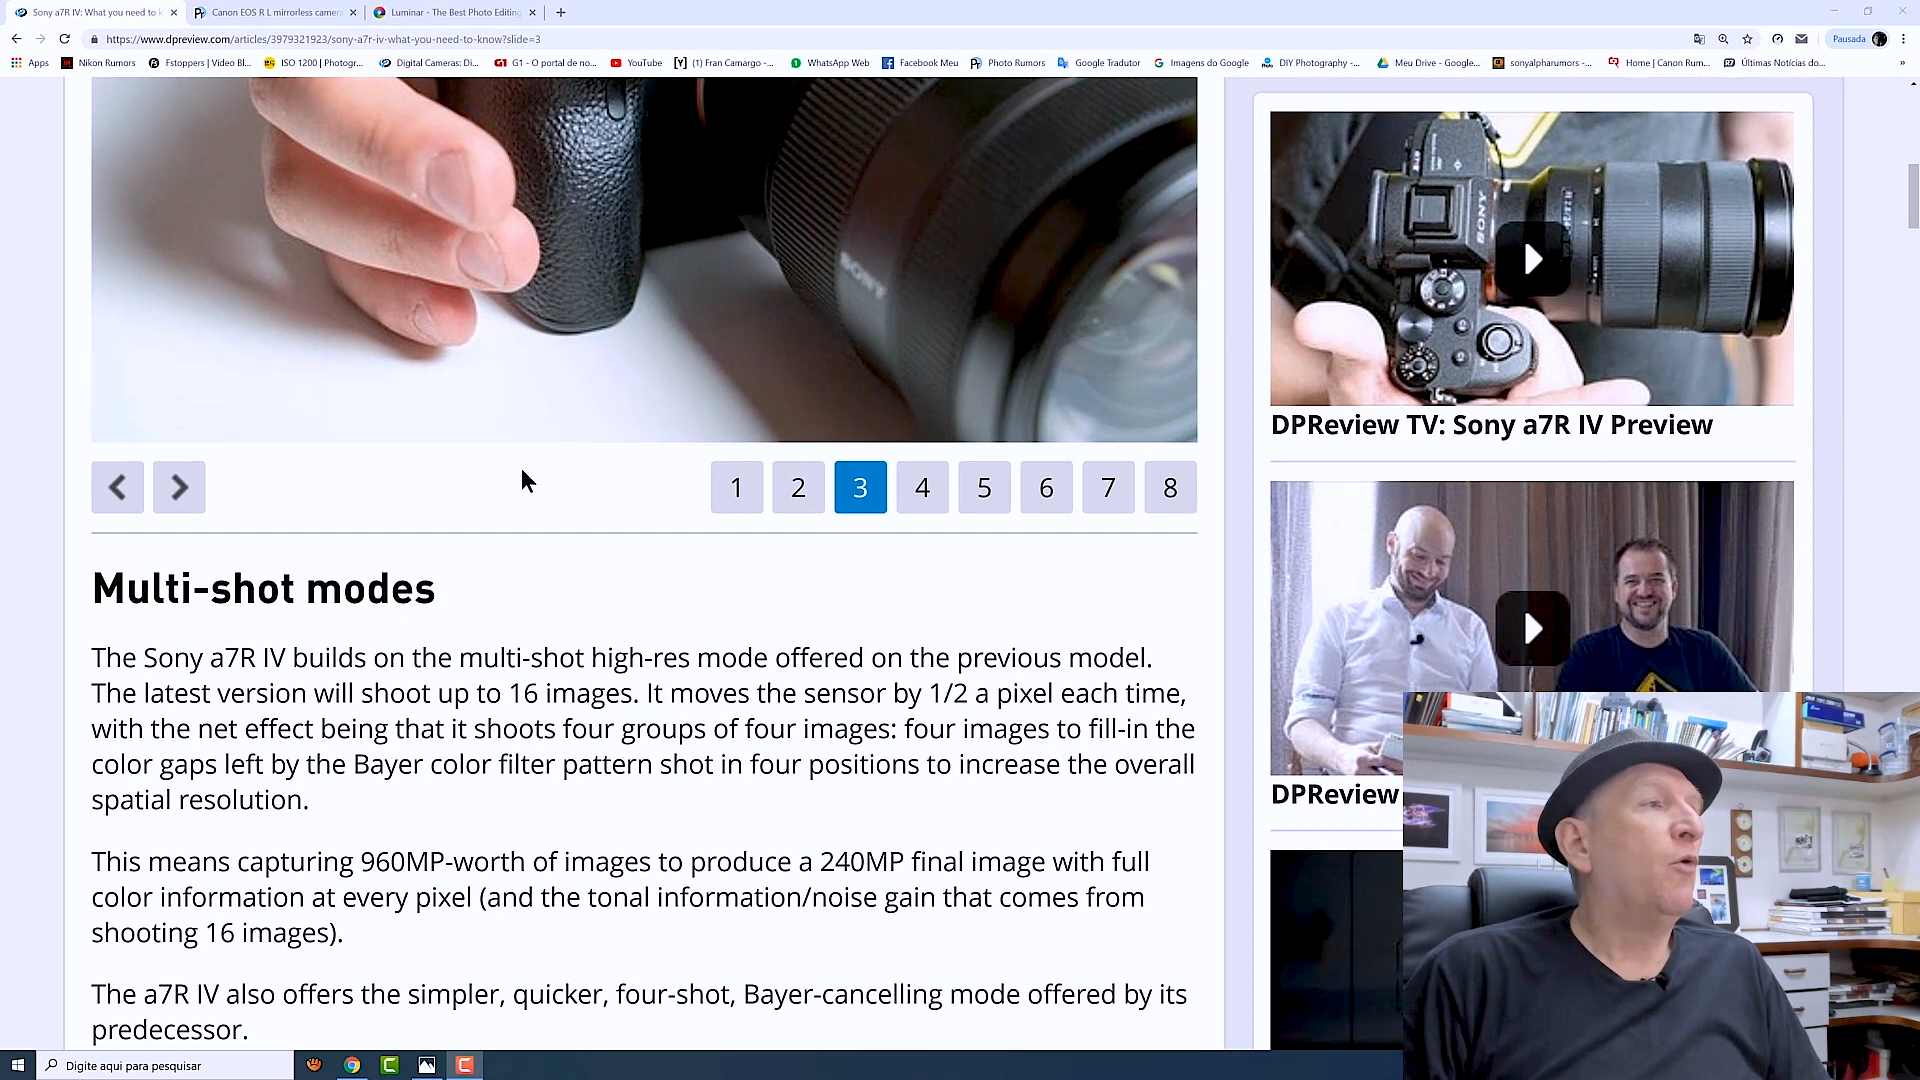 Sony a7R IV: What you need to k
Canon EOS R L mirrorless camer
Luminar - The Best Photo Editing
https://www.dpreview.com/articles/3979321923/sony-a7r-iv-what-you-need-to-know?slide=3
Pausada
Apps
Nikon Rumors
Fstoppers | Video Bl...
ISO 1200 | Photogr...
Digital Cameras: Di...
G1 - O portal de no...
YouTube
(1) Fran Camargo -...
WhatsApp Web
Facebook Meu
Photo Rumors
Google Tradutor
Imagens do Google
DIY Photography -...
Meu Drive - Google...
sonyalpharumors -...
Home | Canon Rum...
Últimas Notícias do...
»
SONY
SONY
DPReview TV: Sony a7R IV Preview
1 2 3 4 5 6 7 8
Multi-shot modes
The Sony a7R IV builds on the multi-shot high-res mode offered on the previous model.
The latest version will shoot up to 16 images. It moves the sensor by 1/2 a pixel each time,
with the net effect being that it shoots four groups of four images: four images to fill-in the
color gaps left by the Bayer color filter pattern shot in four positions to increase the overall
spatial resolution.
DPReview
This means capturing 960MP-worth of images to produce a 240MP final image with full
color information at every pixel (and the tonal information/noise gain that comes from
shooting 16 images).
The a7R IV also offers the simpler, quicker, four-shot, Bayer-cancelling mode offered by its
predecessor.
Digite aqui para pesquisar